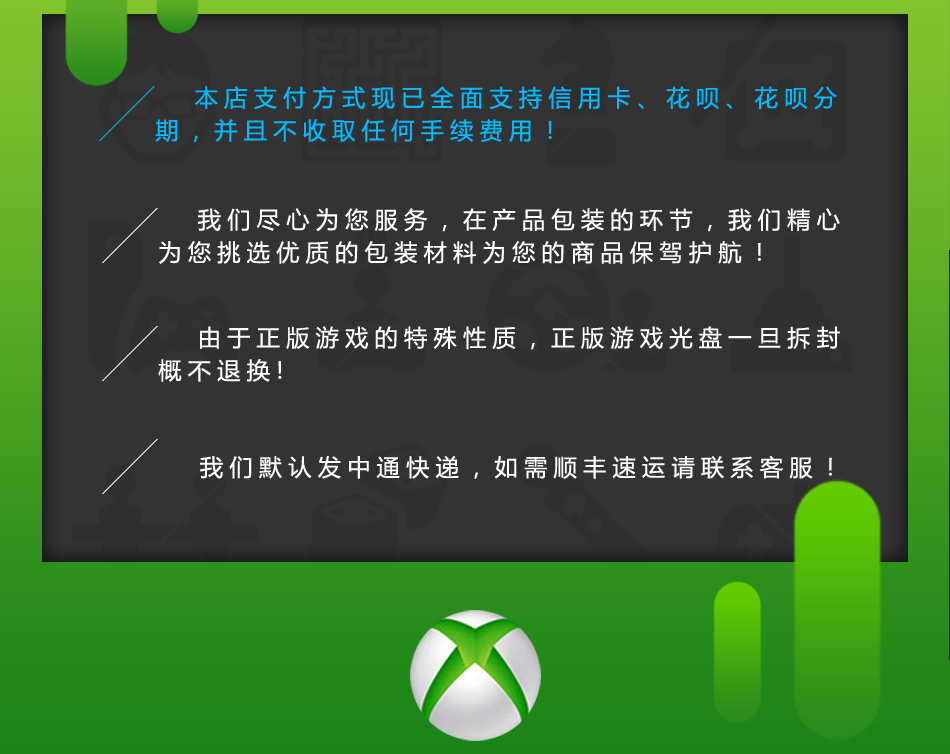 本店支付方式现已全面支持信用卡、花呗、花呗分
期，并且不收取任何手续费用！
我们尽心为您服务，在产品包装的环节，我们精心
为您挑选优质的包装材料为您的商品保驾护航！
由于正版游戏的特殊性质，正版游戏光盘一旦拆封
概不退换!
我们默认发中通快递，如需顺丰速运请联系客服！